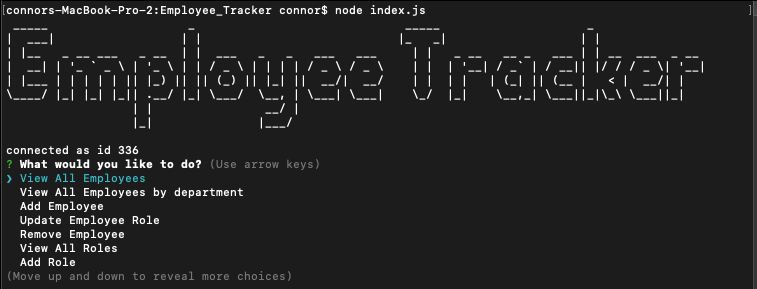 [connors-MacBook-Pro-2:Employee_Tracker connor$ node index.js ]
Employee Tracker
connected as id 336
? What would you like to do? (Use arrow keys)
❯ View All Employees
View All Employees by department
Add Employee
Update Employee Role
Remove Employee
View All Roles
Add Role
(Move up and down to reveal more choices)